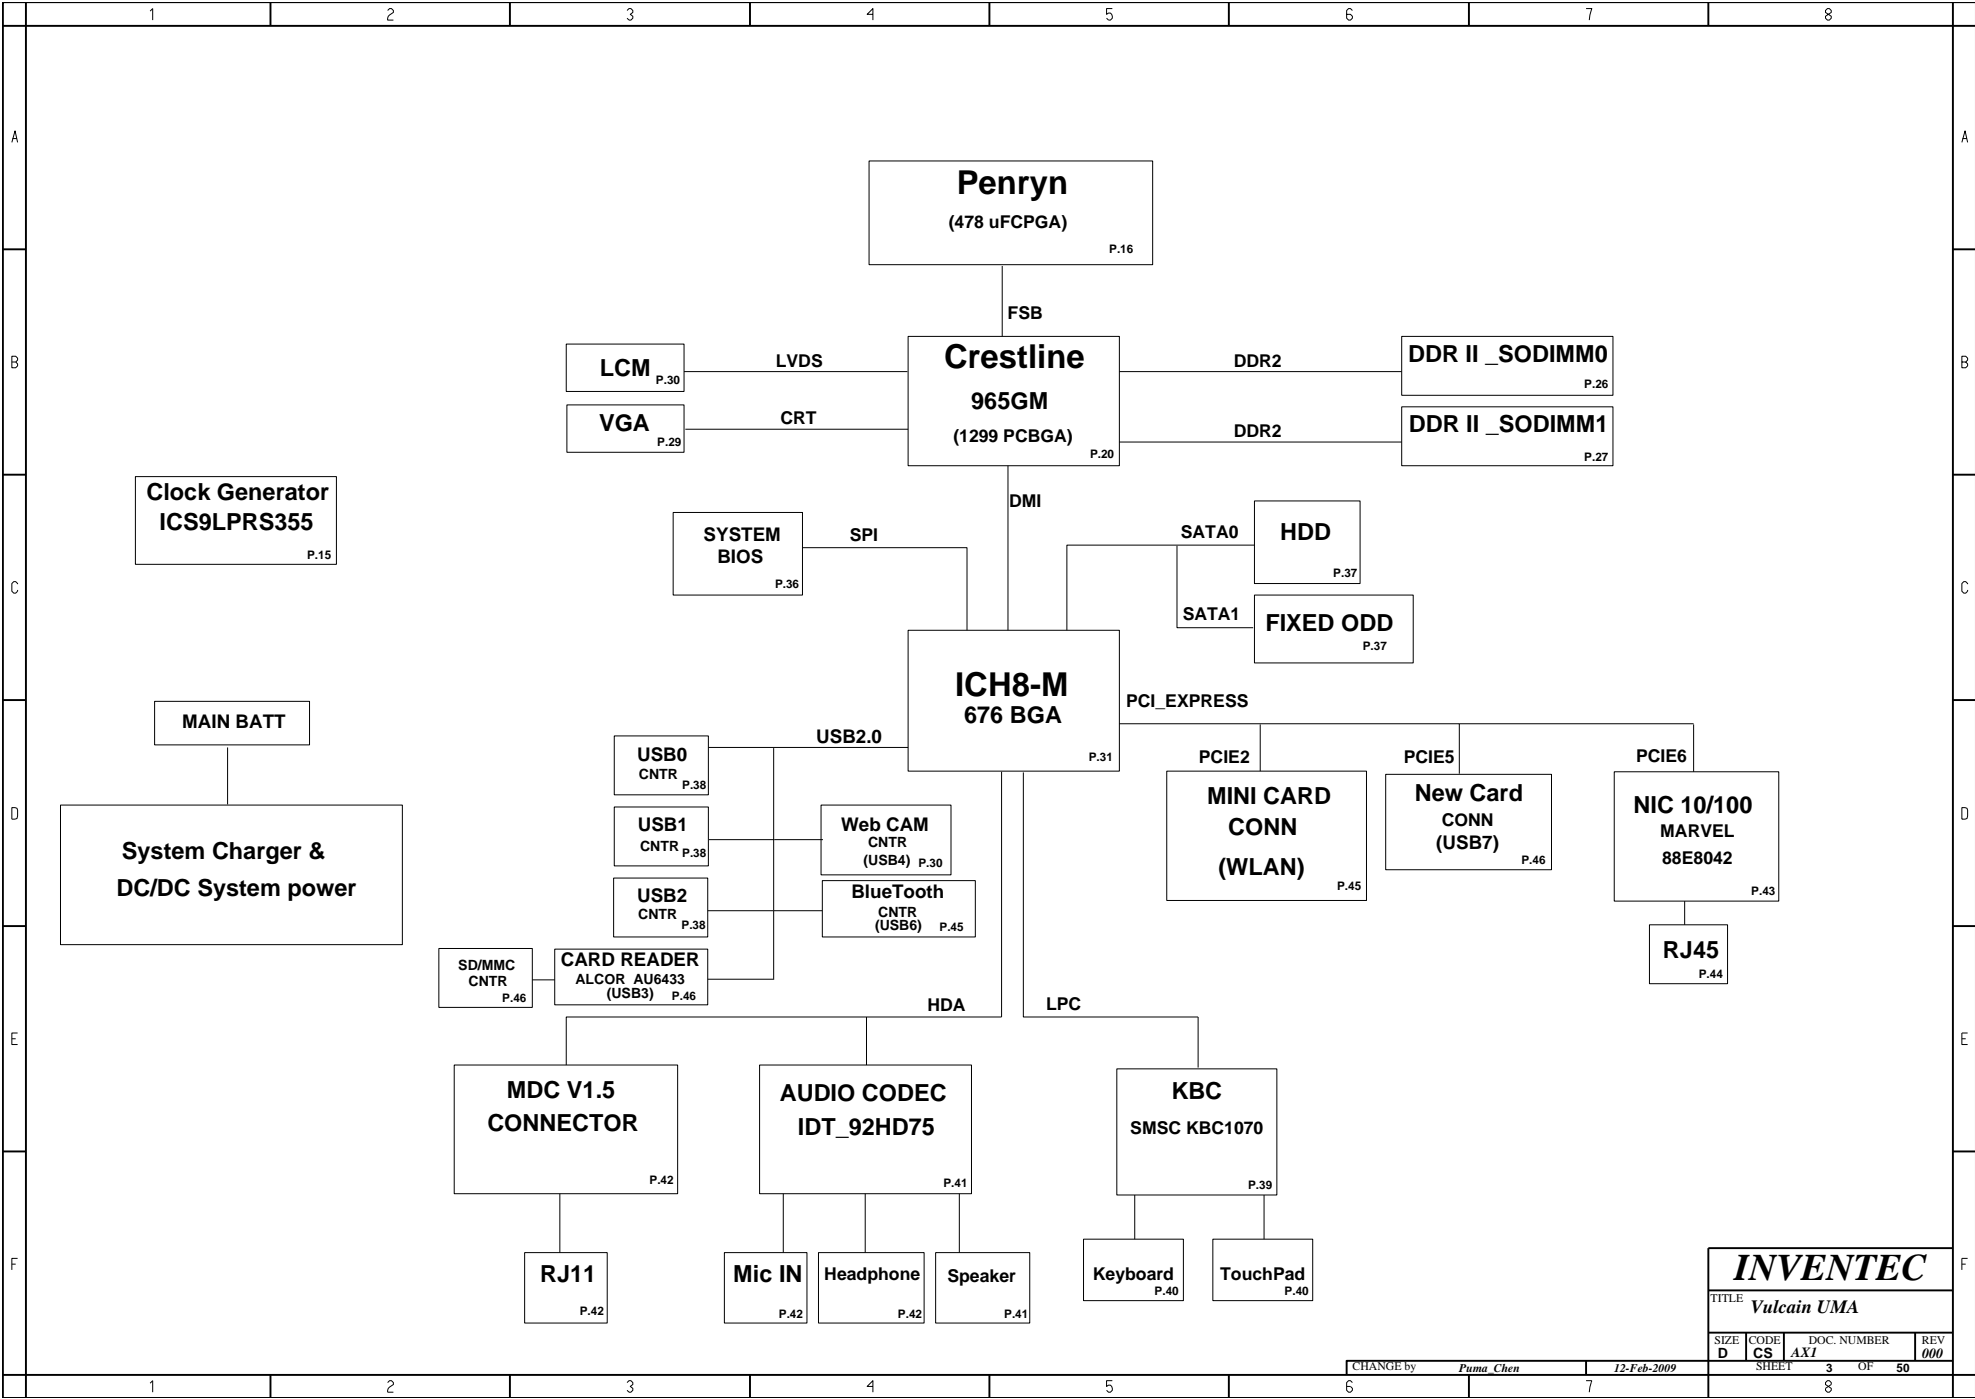 1 2 3 4 5 6 7 8
A A
Penryn
(478 uFCPGA)
P.16
FSB
B B
LCM P.30
LVDS
VGA P.29
CRT
Crestline
965GM
(1299 PCBGA)
P.20
DDR2
DDR II _SODIMM0
P.26
DDR2
DDR II _SODIMM1
P.27
Clock Generator
ICS9LPRS355
P.15
DMI
SYSTEM
BIOS
P.36
SPI
SATA0
HDD
P.37
C C
SATA1
FIXED ODD
P.37
ICH8-M
676 BGA
P.31
PCI_EXPRESS
MAIN BATT
System Charger &
DC/DC System power
D D
USB2.0
USB0
CNTR
P.38
USB1
CNTR P.38
USB2
CNTR
P.38
Web CAM
CNTR
(USB4) P.30
BlueTooth
CNTR
(USB6) P.45
PCIE2
MINI CARD
CONN
(WLAN)
P.45
PCIE5
New Card
CONN
(USB7)
P.46
PCIE6
NIC 10/100
MARVEL
88E8042
P.43
RJ45
P.44
SD/MMC
CNTR
P.46
CARD READER
ALCOR AU6433
(USB3) P.46
HDA
LPC
E E
MDC V1.5
CONNECTOR
P.42
AUDIO CODEC
IDT_92HD75
P.41
KBC
SMSC KBC1070
P.39
F F
RJ11
P.42
Mic IN
P.42
Headphone
P.42
Speaker
P.41
Keyboard
P.40
TouchPad
P.40
INVENTEC
TITLE Vulcain UMA
SIZE CODE DOC. NUMBER REV
D CS AX1 000
CHANGE by Puma_Chen 12-Feb-2009 SHEET 3 OF 50
1 2 3 4 5 6 7 8